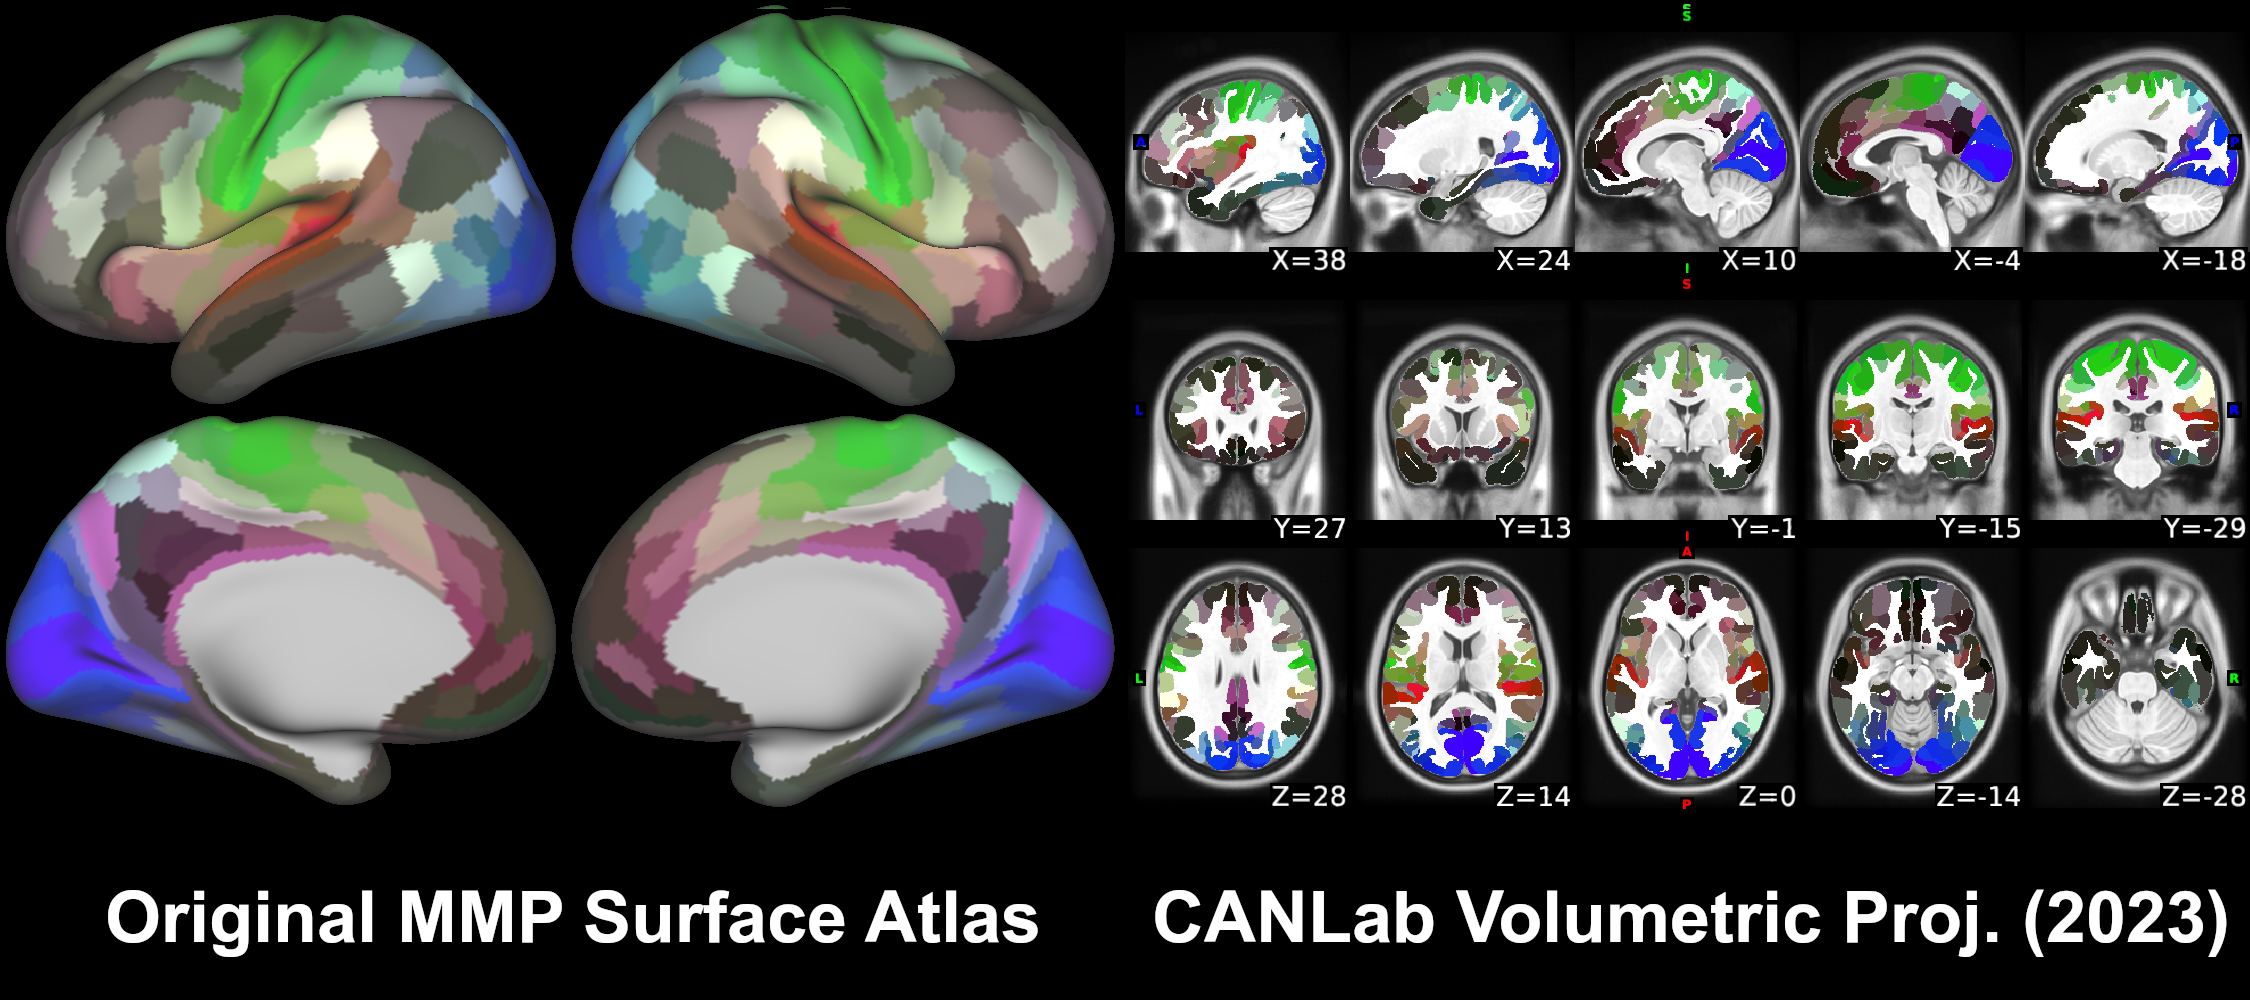 S
S
A
P
X=38
X=24
X=10
X=-4
X=-18
I
S
L
R
Y=27
Y=13
Y=-1
Y=-15
Y=-29
I
A
L
R
Z=28
Z=14
Z=0
Z=-14
Z=-28
P
Original MMP Surface Atlas
CANLab Volumetric Proj. (2023)